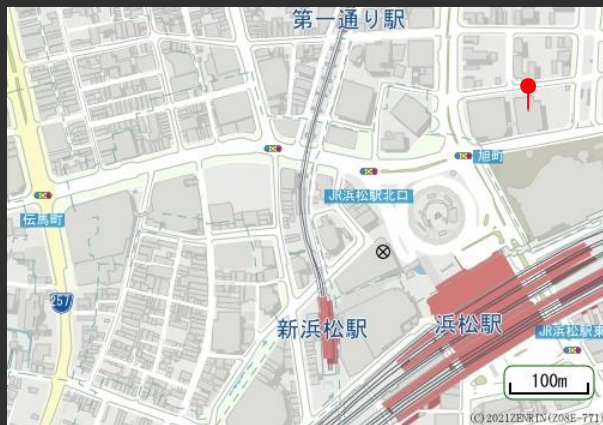 第一通り駅
旭町
JR浜松駅北口
伝馬町
257
新浜松駅
浜松駅
JR浜松駅東
100m
(C)2021ZENRIN(Z08E-771)